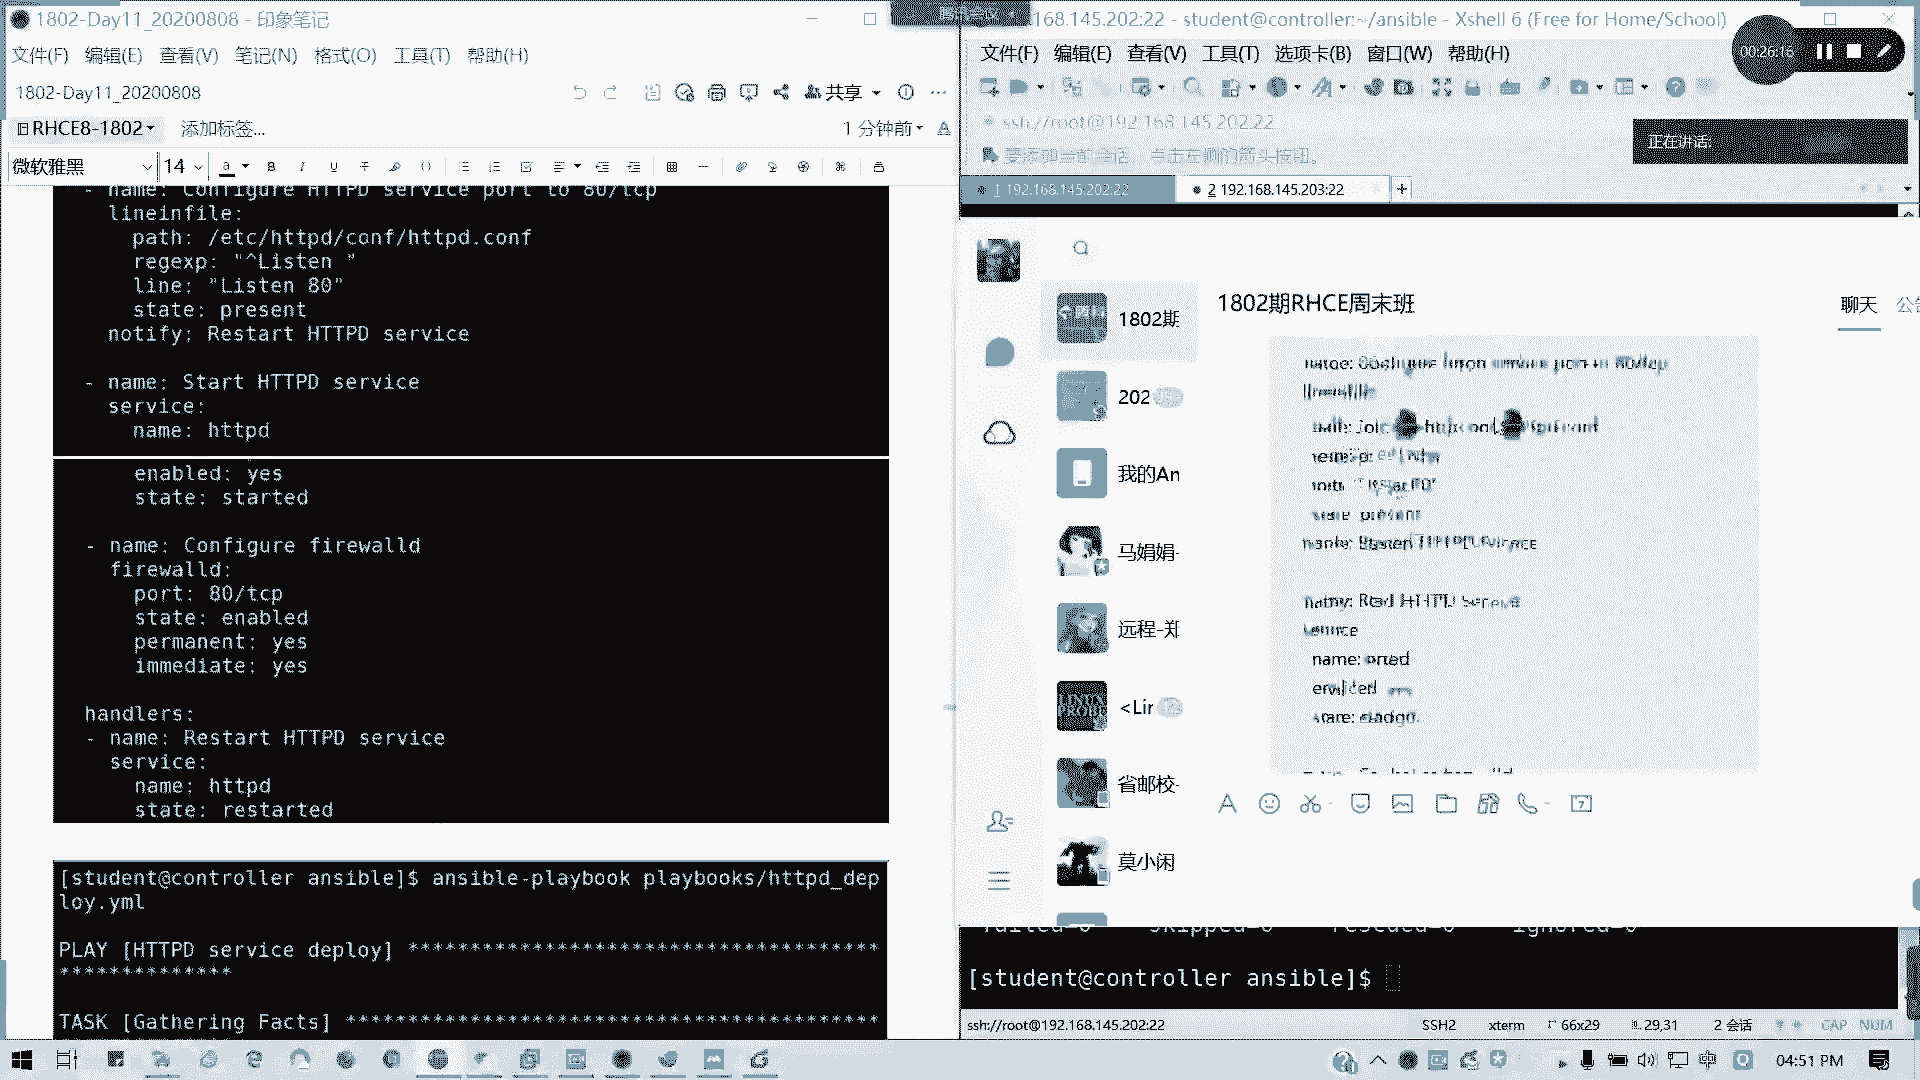 1802-Day11_20200808 - 印象笔记
文件(F) 编辑(E) 查看(V) 笔记(N) 格式(O) 工具(T) 帮助(H)
1802-Day11_20200808
共享
RHCE8-1802
添加标签...
1 分钟前
微软雅黑
14
- name: Configure HTTPD service port to 80/tcp
lineinfile:
path: /etc/httpd/conf/httpd.conf
regexp: "^Listen "
line: "Listen 80"
state: present
notify: Restart HTTPD service
- name: Start HTTPD service
service:
name: httpd
enabled: yes
state: started
- name: Configure firewalld
firewalld:
port: 80/tcp
state: enabled
permanent: yes
immediate: yes
handlers:
- name: Restart HTTPD service
service:
name: httpd
state: restarted
[student@controller ansible]$ ansible-playbook playbooks/httpd_dep
loy.yml
PLAY [HTTPD service deploy] ***************************************
**************
TASK [Gathering Facts] ********************************************
168.145.202:22 - student@controller:~/ansible - Xshell 6 (Free for Home/School)
文件(F) 编辑(E) 查看(V) 工具(T) 选项卡(B) 窗口(W) 帮助(H)
00:26:16
ssh://root@192.168.145.202:22
要添加当前会话，点击左侧的箭头按钮。
正在讲话:
1 192.168.145.202:22
2 192.168.145.203:22
1802期
202
我的An
马娟娟-
远程-郑
<Lir
省邮校-
莫小闲
1802期RHCE周末班
聊天
name:
state:
[student@controller ansible]$
ssh://root@192.168.145.202:22
SSH2
xterm
66x29
29,31
2 会话
CAP NUM
中
04:51 PM